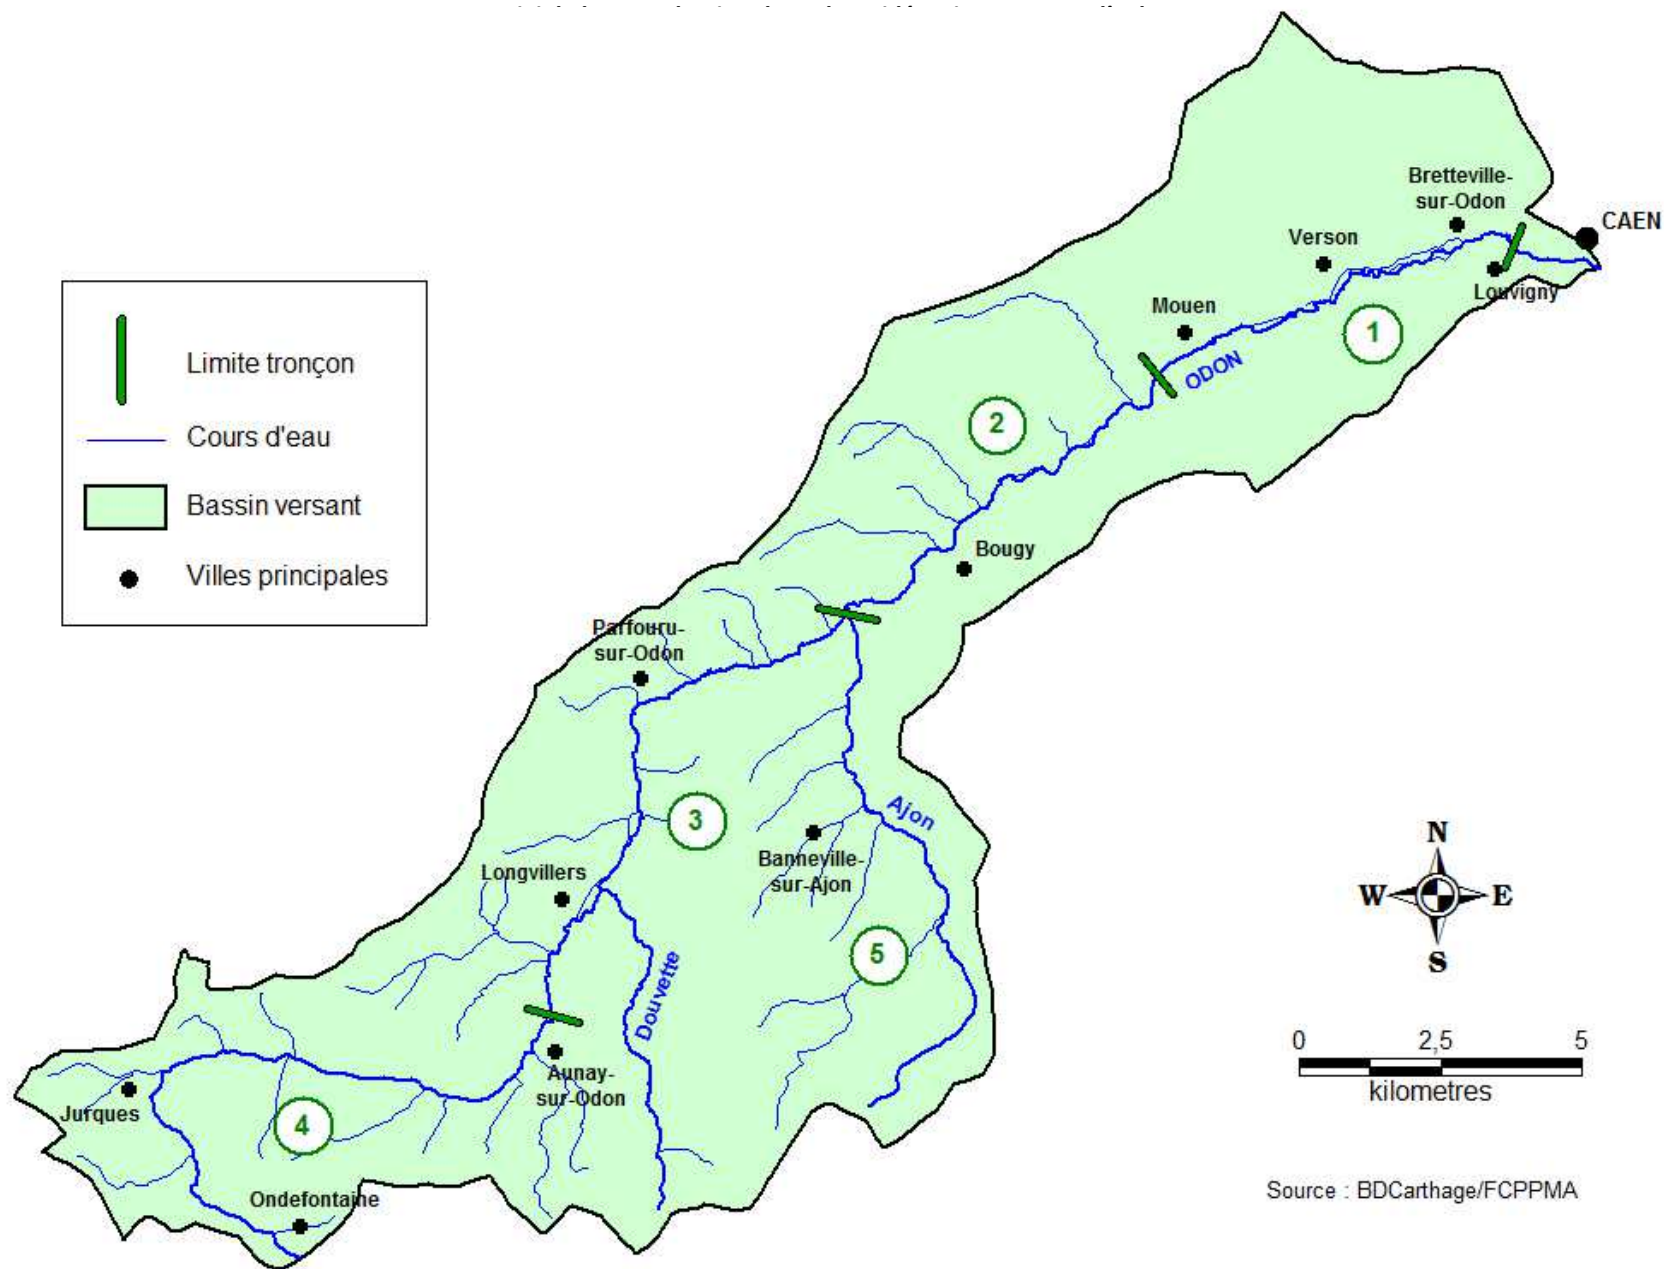 Bretteville-
sur-Odon
CAEN
Verson
Louvigny
Mouen
1
ODON
Limite tronçon
2
Cours d'eau
Bassin versant
Bougy
Villes principales
Parfouru-
sur-Odon
Ajon
3
Banneville-
sur-Ajon
Longvillers
N
W
E
S
5
Douvette
0
2,5
5
kilometres
Aunay-
sur-Odon
Jurques
4
Ondefontaine
Source : BDCarthage/FCPPMA